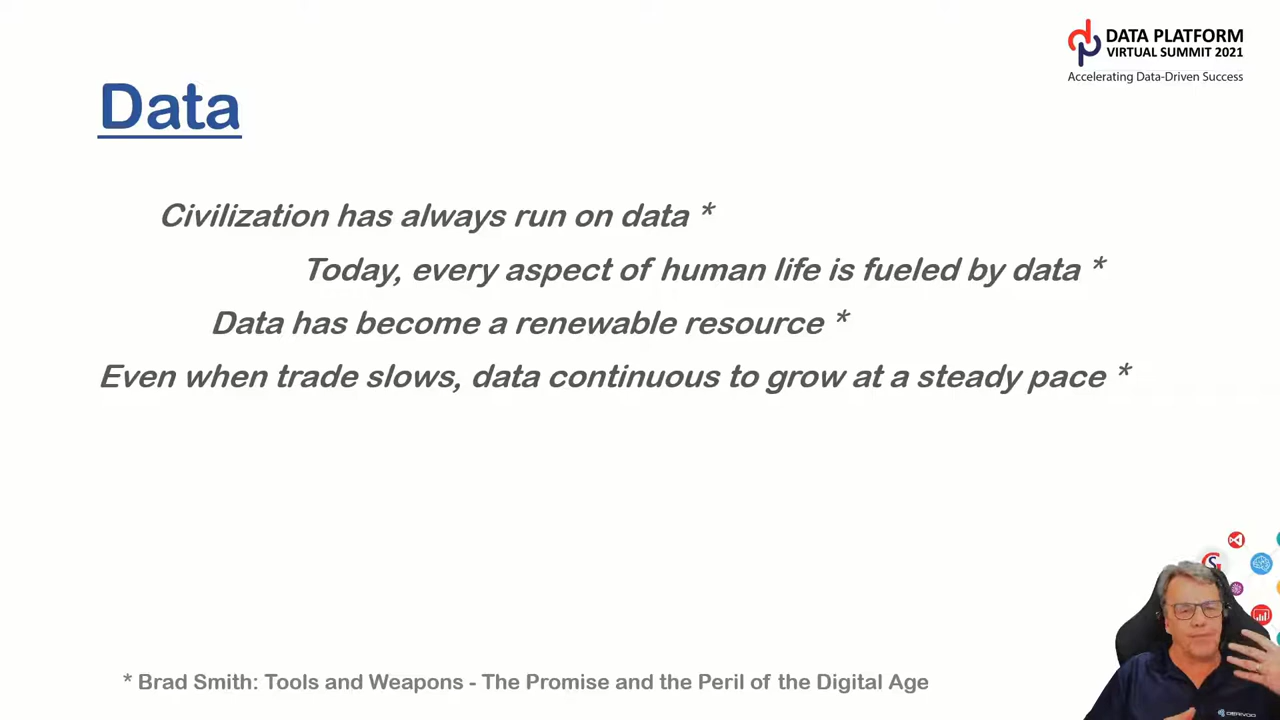 DATA PLATFORM
VIRTUAL SUMMIT 2021
Accelerating Data-Driven Success
Data
Civilization has always run on data *
Today, every aspect of human life is fueled by data *
Data has become a renewable resource *
Even when trade slows, data continuous to grow at a steady pace *
* Brad Smith: Tools and Weapons - The Promise and the Peril of the Digital Age